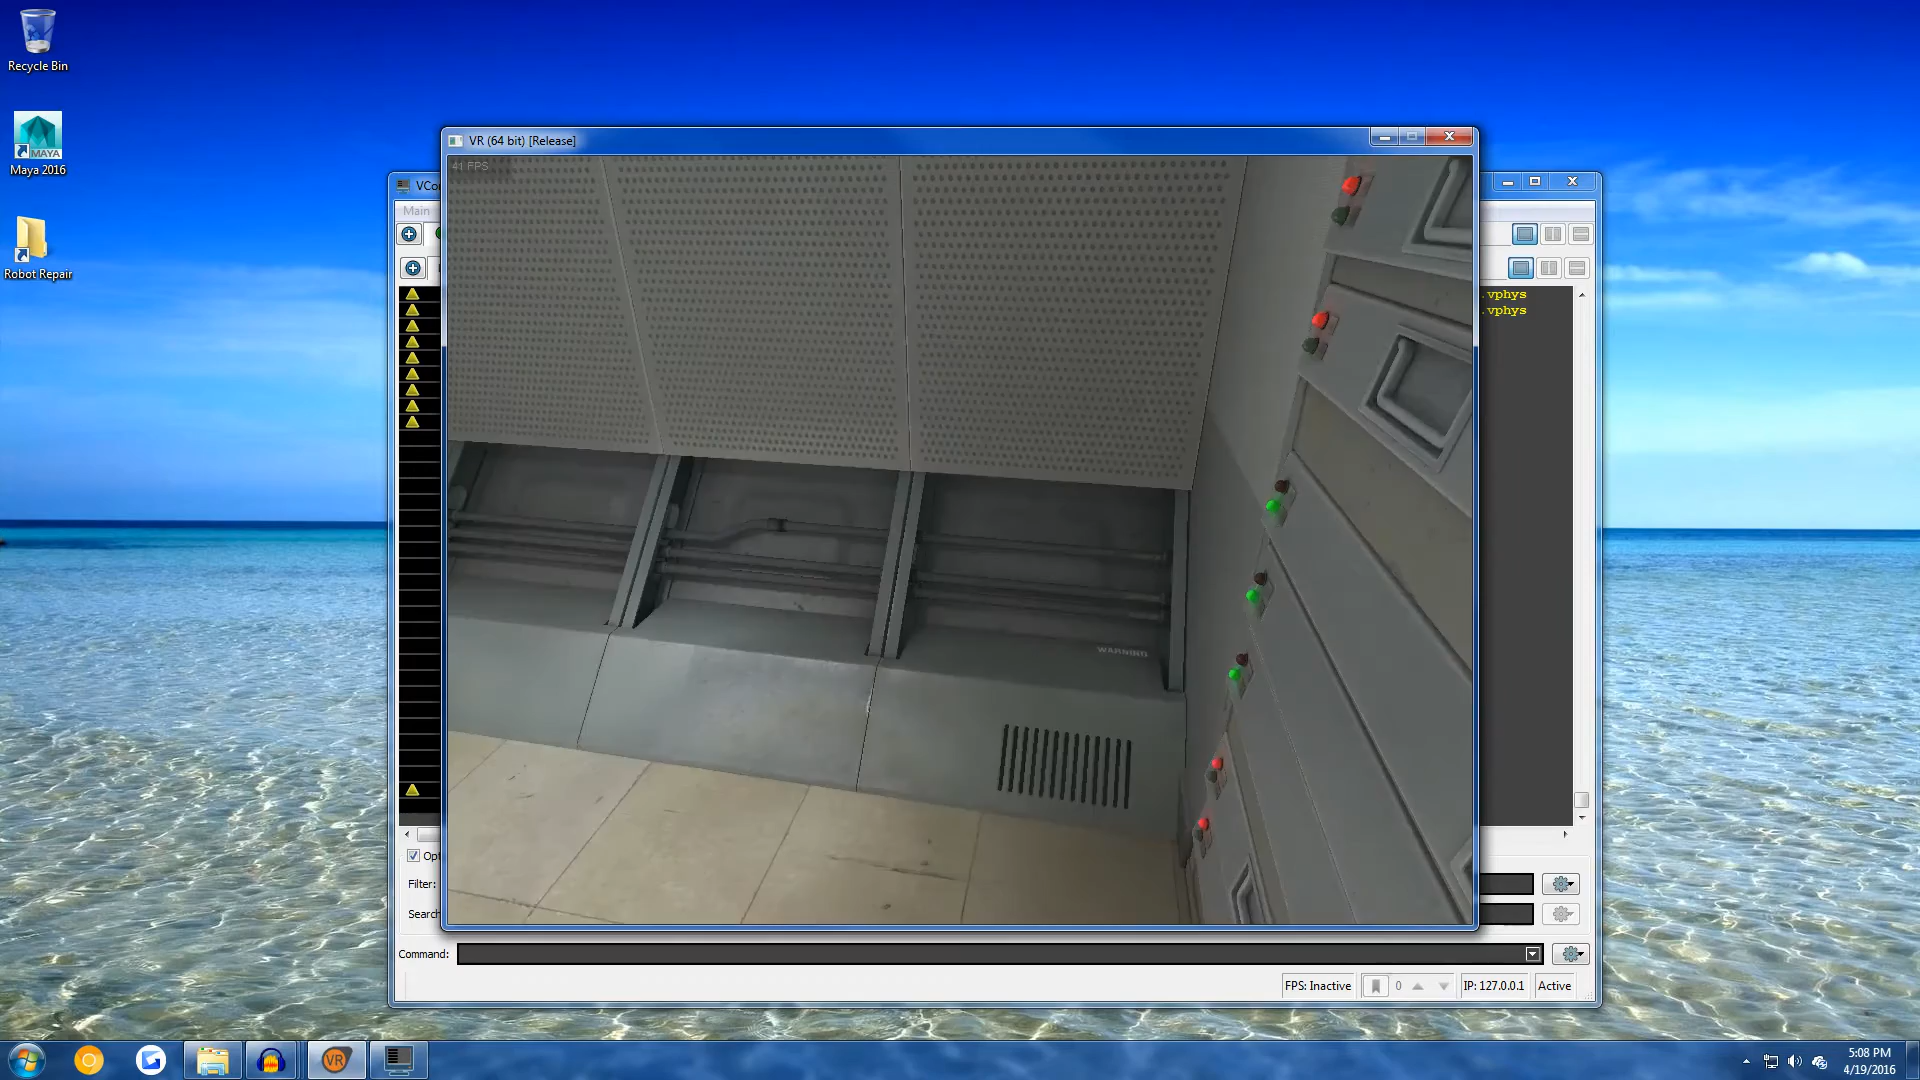 Recycle Bin
MAYA
Maya 2016
Robot Repair
VR (64 bit) [Release]
41 FPS
VCo
Main
.vphys
.vphys
WARNING
Opt
Filter:
Search
Command:
FPS: Inactive
0
IP: 127.0.0.1
Active
VR
5:08 PM
4/19/2016